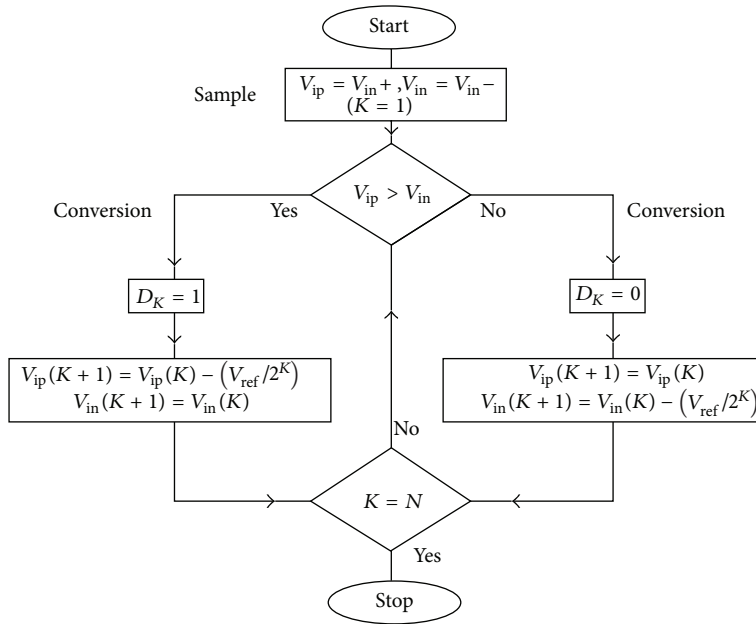 Start
Sample
V_ip = V_in+ ,V_in = V_in−
(K = 1)
V_ip > V_in
Yes
No
Conversion
Conversion
D_K = 1
D_K = 0
V_ip(K + 1) = V_ip(K) − (V_ref/2^K)
V_in(K + 1) = V_in(K)
V_ip(K + 1) = V_ip(K)
V_in(K + 1) = V_in(K) − (V_ref/2^K)
No
K = N
Yes
Stop